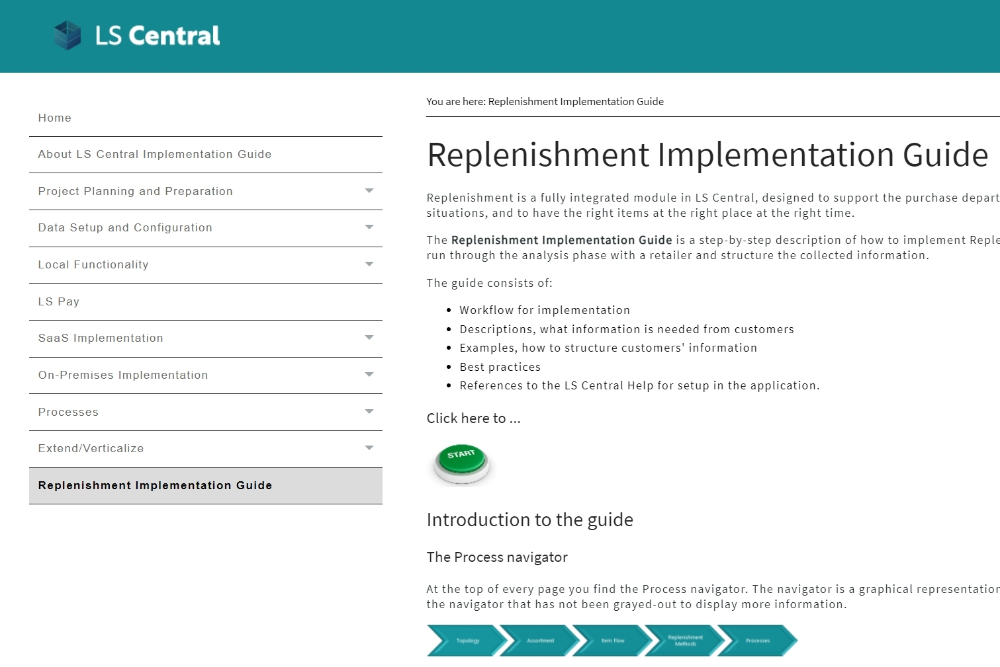 LS Central
Home
About LS Central Implementation Guide
Project Planning and Preparation
Data Setup and Configuration
Local Functionality
LS Pay
SaaS Implementation
On-Premises Implementation
Processes
Extend/Verticalize
Replenishment Implementation Guide
You are here: Replenishment Implementation Guide
Replenishment Implementation Guide
Replenishment is a fully integrated module in LS Central, designed to support the purchase depart
situations, and to have the right items at the right place at the right time.
The Replenishment Implementation Guide is a step-by-step description of how to implement Reple
run through the analysis phase with a retailer and structure the collected information.
The guide consists of:
• Workflow for implementation
• Descriptions, what information is needed from customers
• Examples, how to structure customers' information
• Best practices
• References to the LS Central Help for setup in the application.
Click here to ...
START
Introduction to the guide
The Process navigator
At the top of every page you find the Process navigator. The navigator is a graphical representation
the navigator that has not been grayed-out to display more information.
Topology
Assortment
Item Flow
Replenishment
Methods
Processes